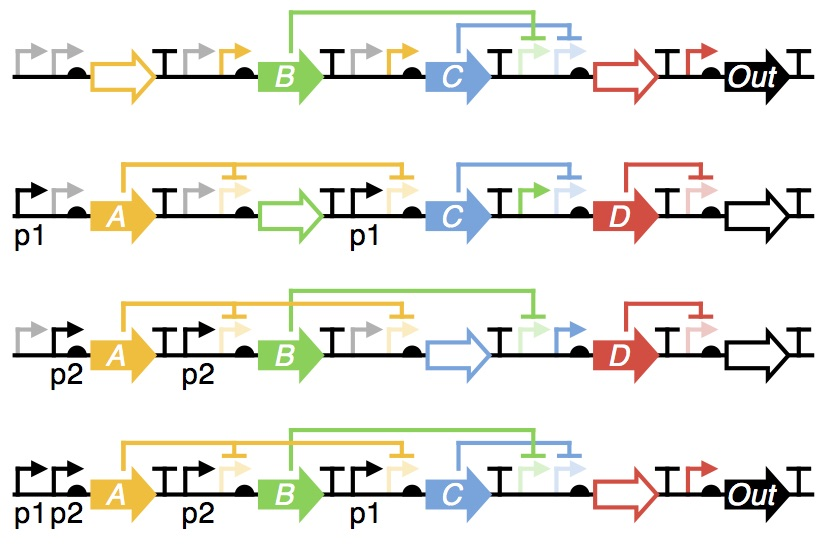 B C Out
A C D
p1 p1
A B D
p2 p2
A B C Out
p1 p2 p2 p1